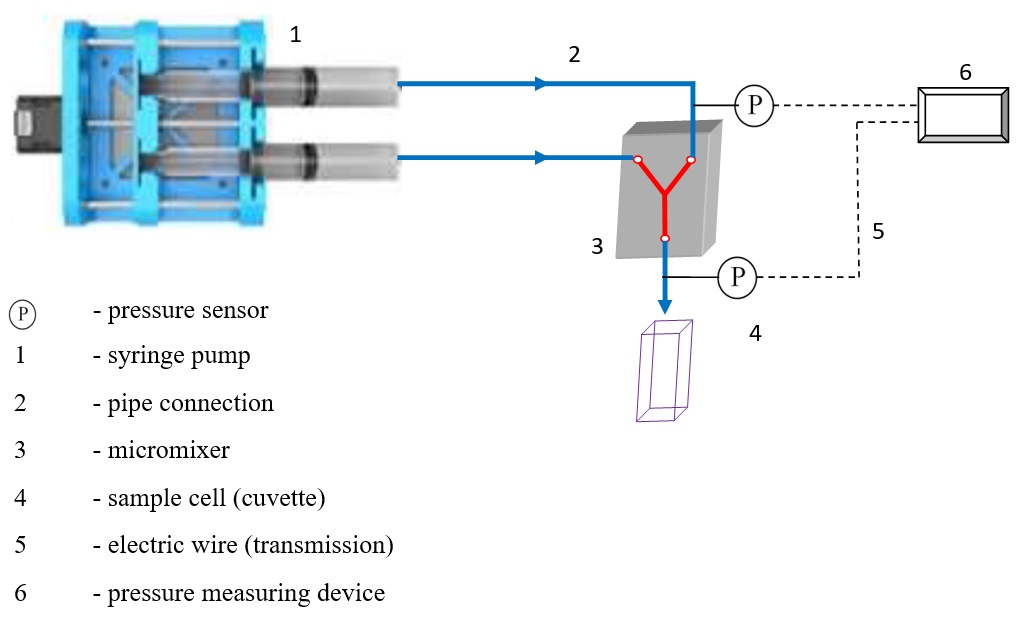 1
2
6
P
3
5
P
4
P - pressure sensor
1 - syringe pump
2 - pipe connection
3 - micromixer
4 - sample cell (cuvette)
5 - electric wire (transmission)
6 - pressure measuring device